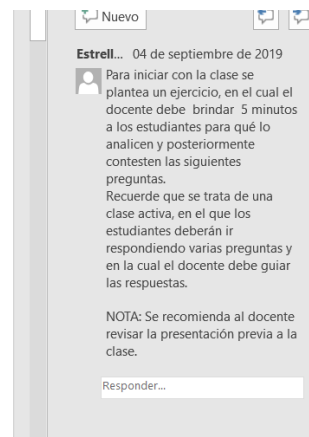 Nuevo
Estrell... 04 de septiembre de 2019
Para iniciar con la clase se
plantea un ejercicio, en el cual el
docente debe brindar 5 minutos
a los estudiantes para qué lo
analicen y posteriormente
contesten las siguientes
preguntas.
Recuerde que se trata de una
clase activa, en el que los
estudiantes deberán ir
respondiendo varias preguntas y
en la cual el docente debe guiar
las respuestas.
NOTA: Se recomienda al docente
revisar la presentación previa a la
clase.
Responder...